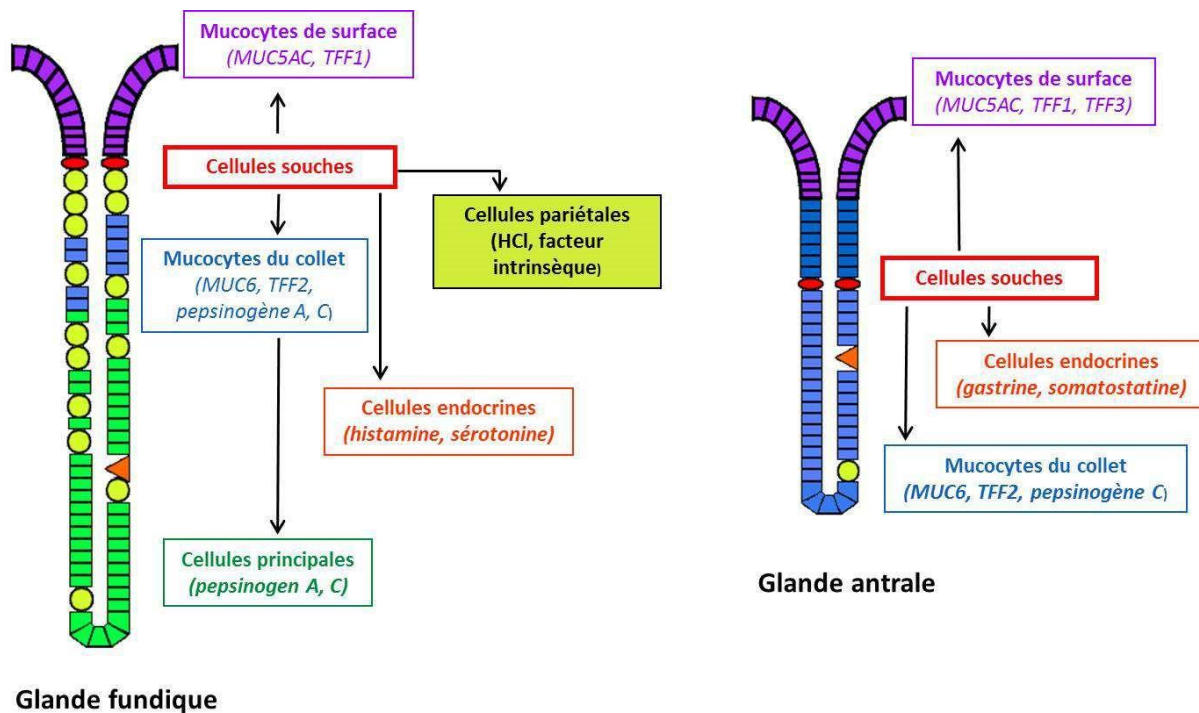 Mucocytes de surface
(MUC5AC, TFF1)
Cellules souches
Cellules pariétales
(HCl, facteur
intrinsèque)
Mucocytes du collet
(MUC6, TFF2,
pepsinogène A, C)
Cellules endocrines
(histamine, sérotonine)
Cellules principales
(pepsinogen A, C)
Glande fundique
Mucocytes de surface
(MUC5AC, TFF1, TFF3)
Cellules souches
Cellules endocrines
(gastrine, somatostatine)
Mucocytes du collet
(MUC6, TFF2, pepsinogène C)
Glande antrale